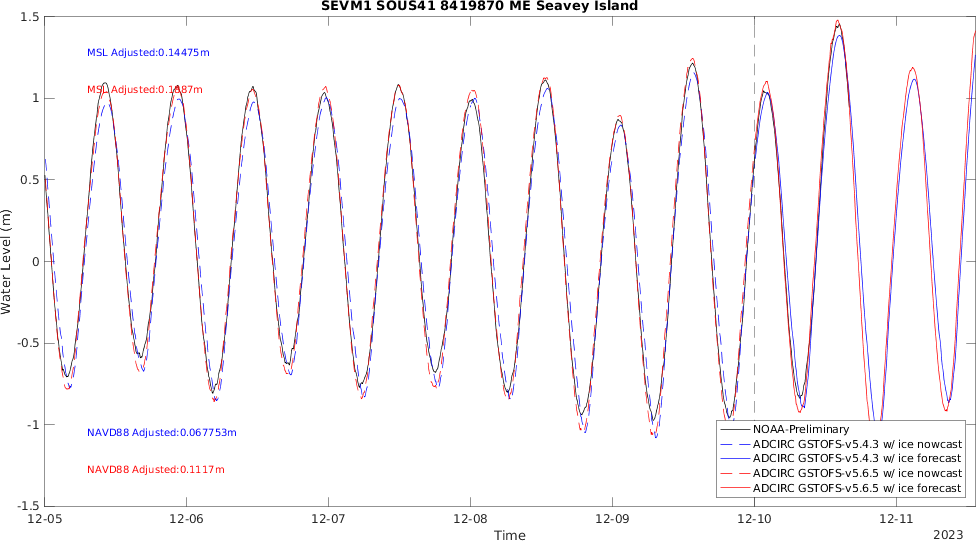 SEVM1 SOUS41 8419870 ME Seavey Island
1.5
1
0.5
0
-0.5
-1
-1.5
Water Level (m)
MSL Adjusted:0.14475m
MSL Adjusted:0.1887m
NAVD88 Adjusted:0.067753m
NAVD88 Adjusted:0.1117m
NOAA-Preliminary
ADCIRC GSTOFS-v5.4.3 w/ ice nowcast
ADCIRC GSTOFS-v5.4.3 w/ ice forecast
ADCIRC GSTOFS-v5.6.5 w/ ice nowcast
ADCIRC GSTOFS-v5.6.5 w/ ice forecast
12-05 12-06 12-07 12-08 12-09 12-10 12-11
Time
2023